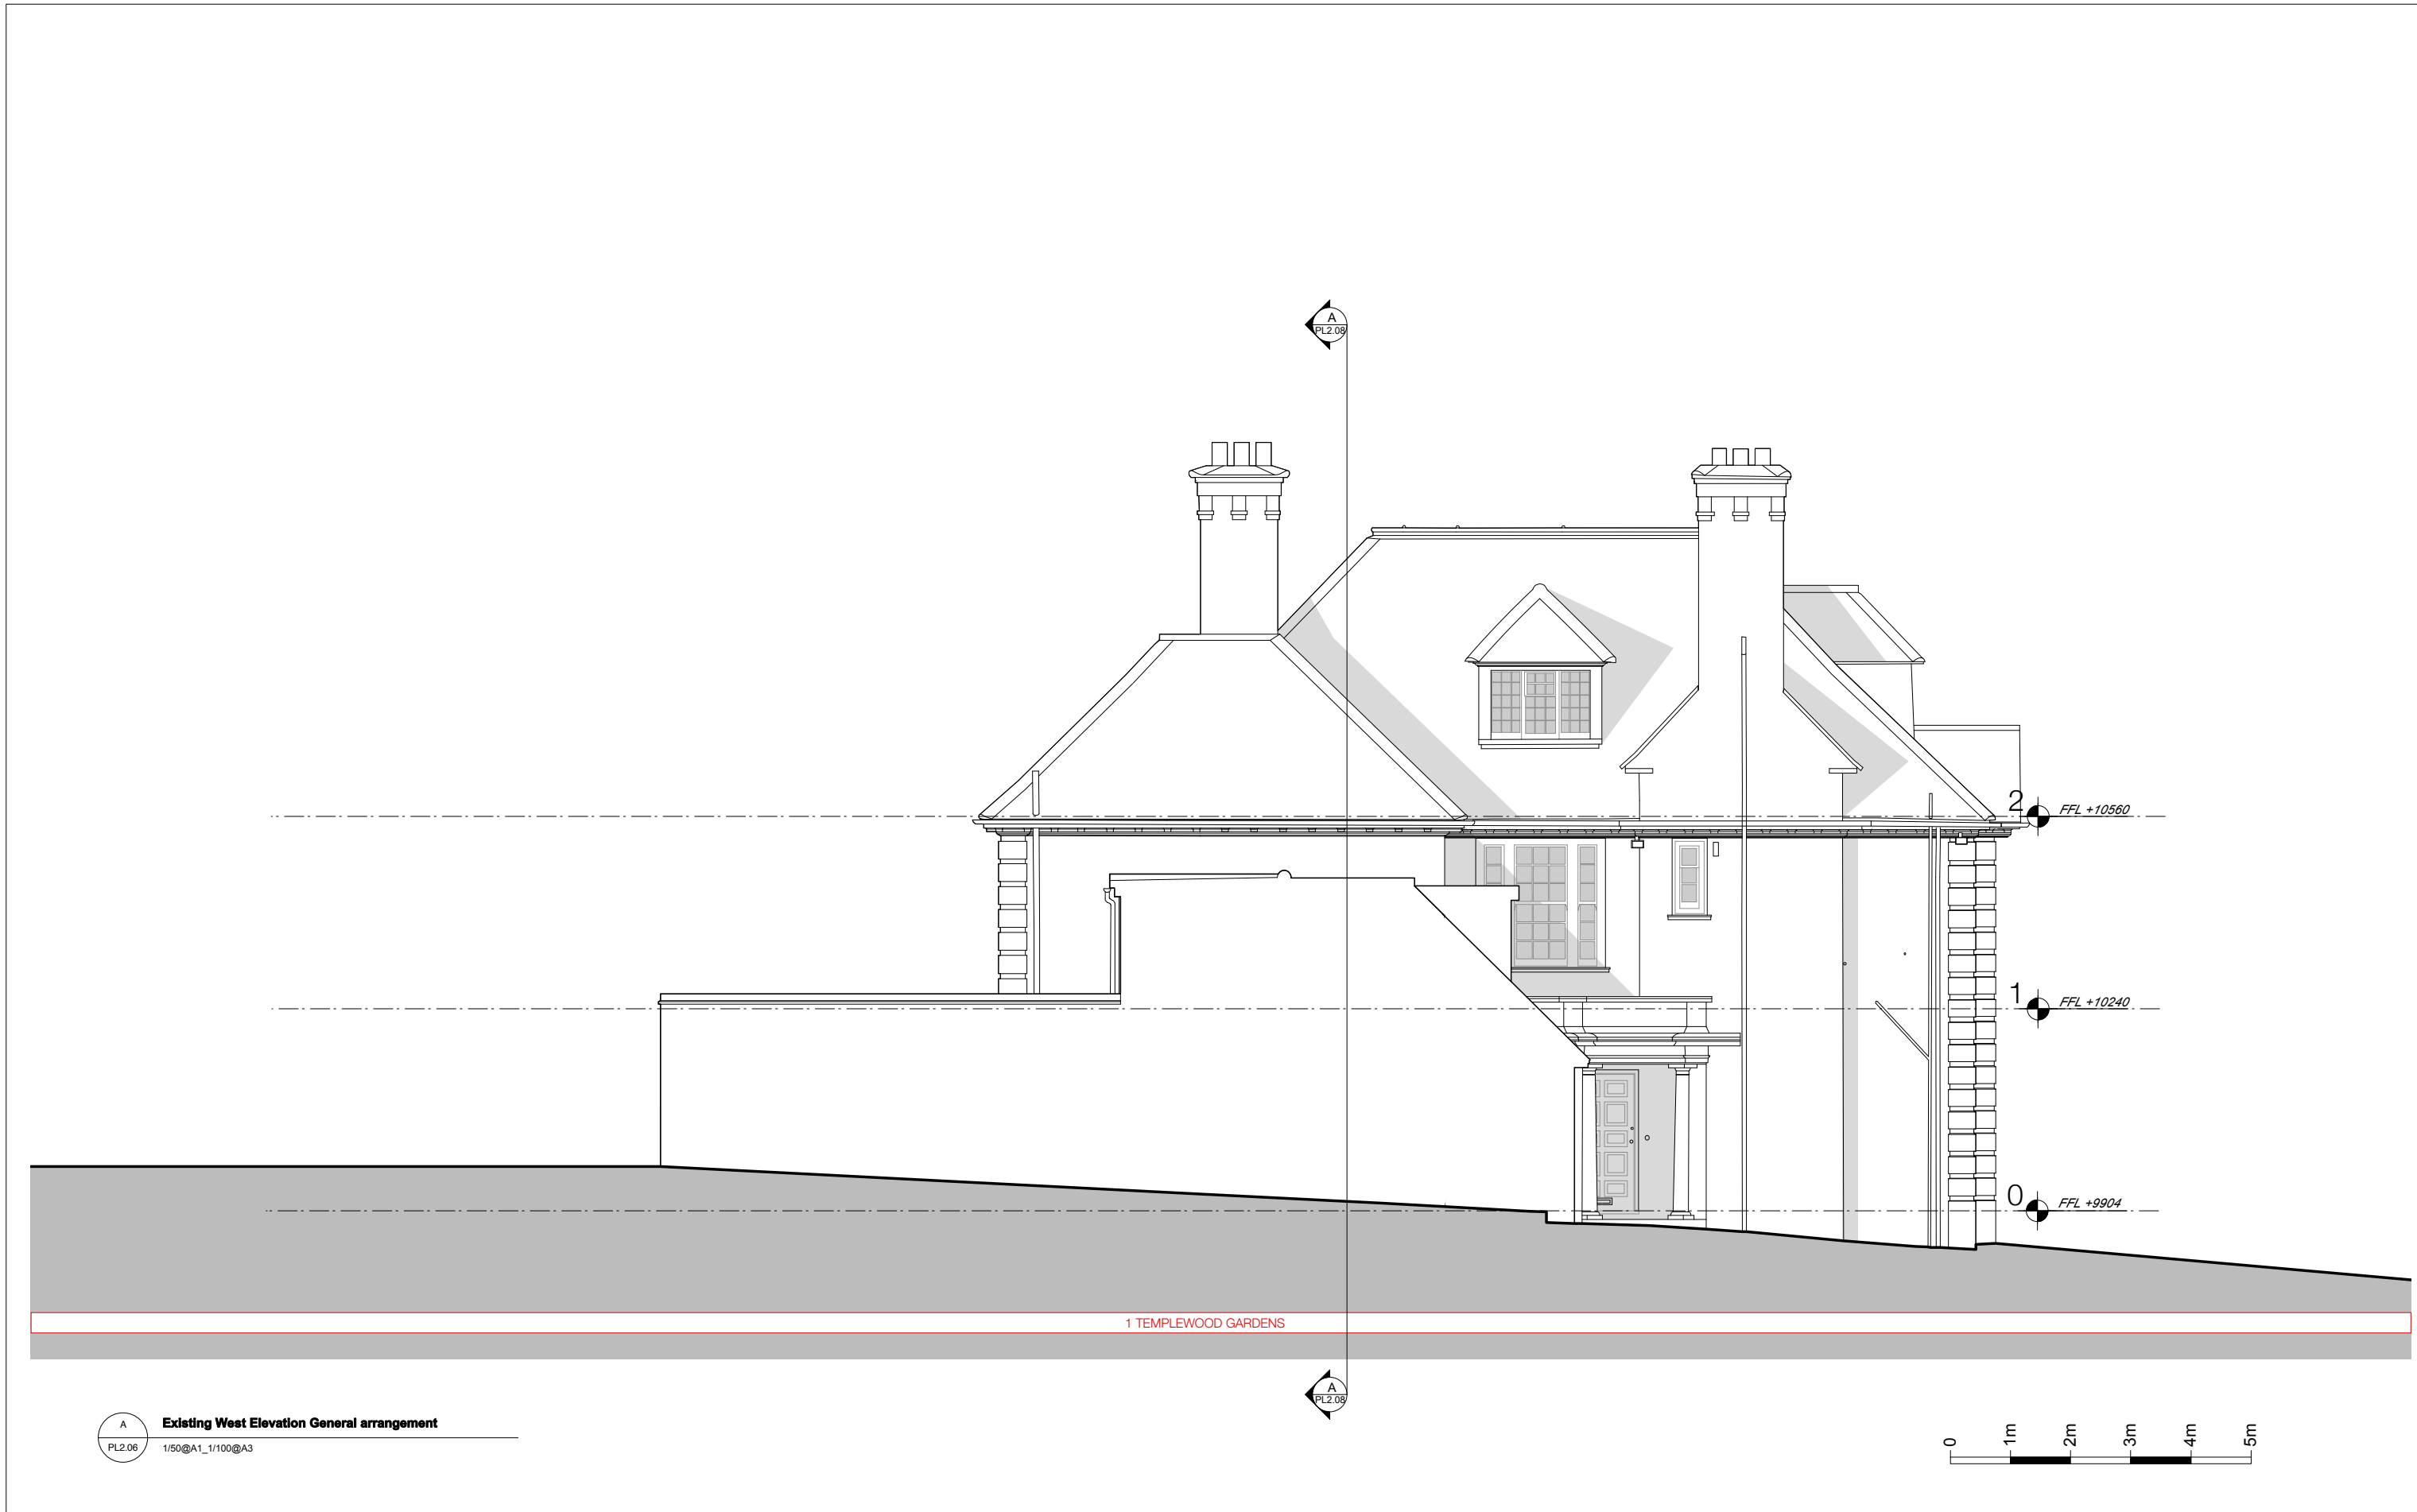 A
PL2.08
2 FFL +10560
1 FFL +10240
0 FFL +9904
1 TEMPLEWOOD GARDENS
A
PL2.08
A
PL2.06
Existing West Elevation General arrangement
1/50@A1_1/100@A3
0 1m 2m 3m 4m 5m